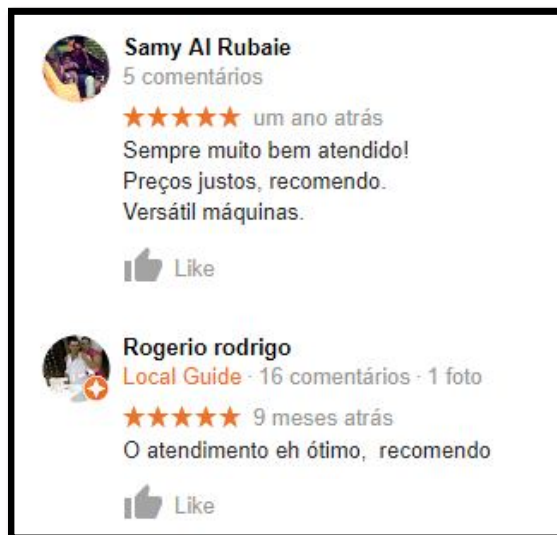 Samy Al Rubaie
5 comentários
★★★★★ um ano atrás
Sempre muito bem atendido!
Preços justos, recomendo.
Versátil máquinas.
Like
Rogerio rodrigo
Local Guide · 16 comentários · 1 foto
★★★★★ 9 meses atrás
O atendimento eh ótimo, recomendo
Like